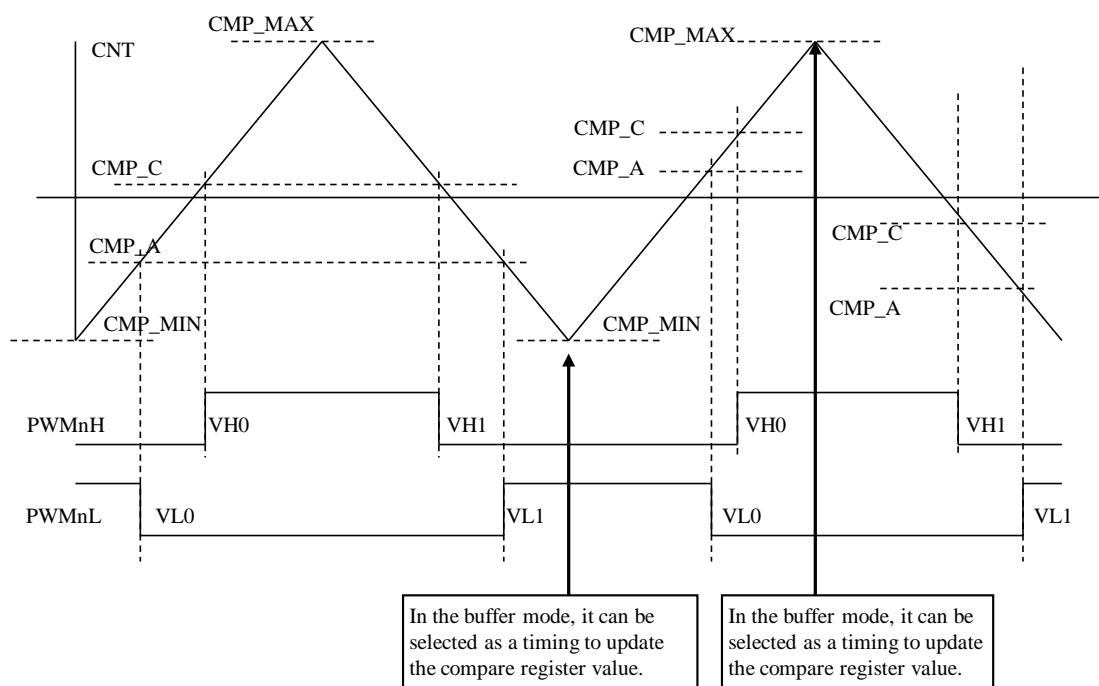 CMP_MAX
CNT
CMP_MAX
CMP_C
CMP_A
CMP_C
CMP_A
CMP_C
CMP_A
CMP_MIN
CMP_MIN
PWMnH
VH0
VH1
VH0
VH1
PWMnL
VL0
VL1
VL0
VL1
In the buffer mode, it can be
selected as a timing to update
the compare register value.
In the buffer mode, it can be
selected as a timing to update
the compare register value.